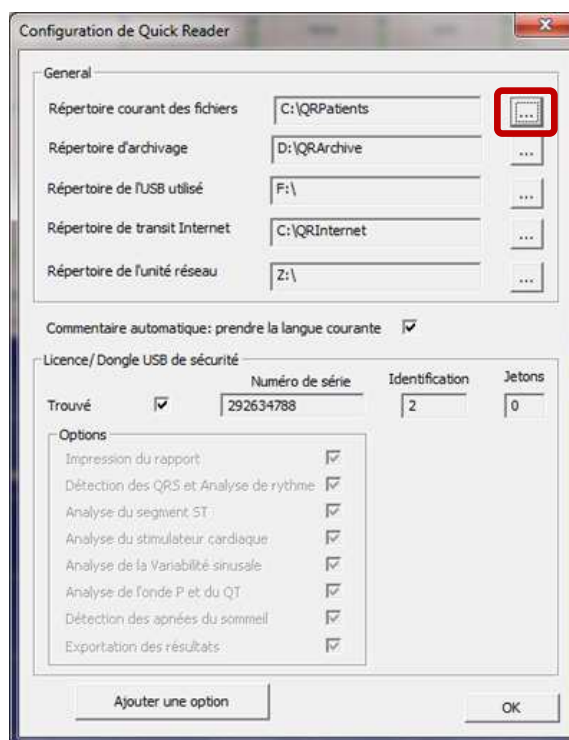 Configuration de Quick Reader
General
Répertoire courant des fichiers C:\QRPatients ...
Répertoire d'archivage D:\QRArchive ...
Répertoire de l'USB utilisé F:\ ...
Répertoire de transit Internet C:\QRInternet ...
Répertoire de l'unité réseau Z:\ ...
Commentaire automatique: prendre la langue courante
Licence/Dongle USB de sécurité
Numéro de série Identification Jetons
Trouvé 292634788 2 0
Options
Impression du rapport
Détection des QRS et Analyse de rythme
Analyse du segment ST
Analyse du stimulateur cardiaque
Analyse de la Variabilité sinusale
Analyse de l'onde P et du QT
Détection des apnées du sommeil
Exportation des résultats
Ajouter une option OK